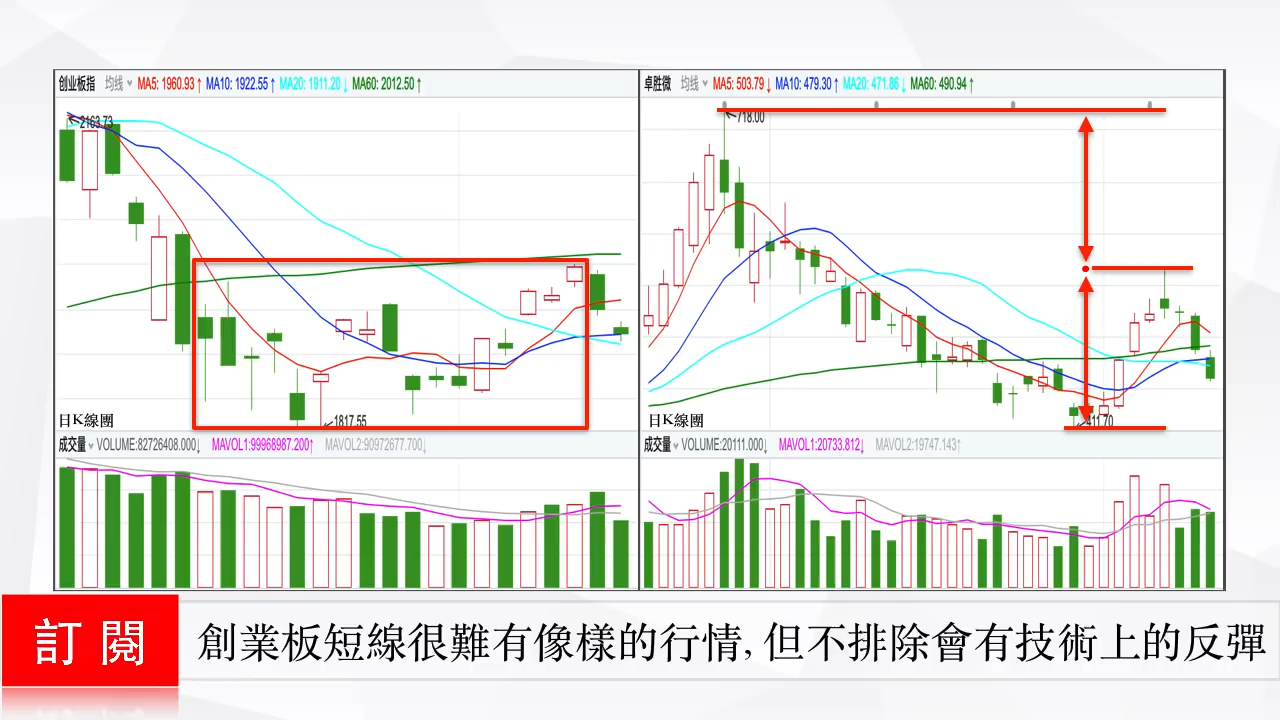 创业板指 均线 MA5: 1960.93↑ MA10: 1922.55↑ MA20: 1911.20↓ MA60: 2012.50↑
2163.73
1817.55
日K線圖
成交量 VOLUME:82726408.000↓ MAVOL1:99968987.200↑ MAVOL2:90972677.700↓
卓胜微 均线 MA5: 503.79↓ MA10: 479.30↑ MA20: 471.86↓ MA60: 490.94↑
718.00
411.70
日K線圖
成交量 VOLUME:20111.000↓ MAVOL1:20733.812↓ MAVOL2:19747.143↑
訂閱
創業板短線很難有像樣的行情, 但不排除會有技術上的反彈